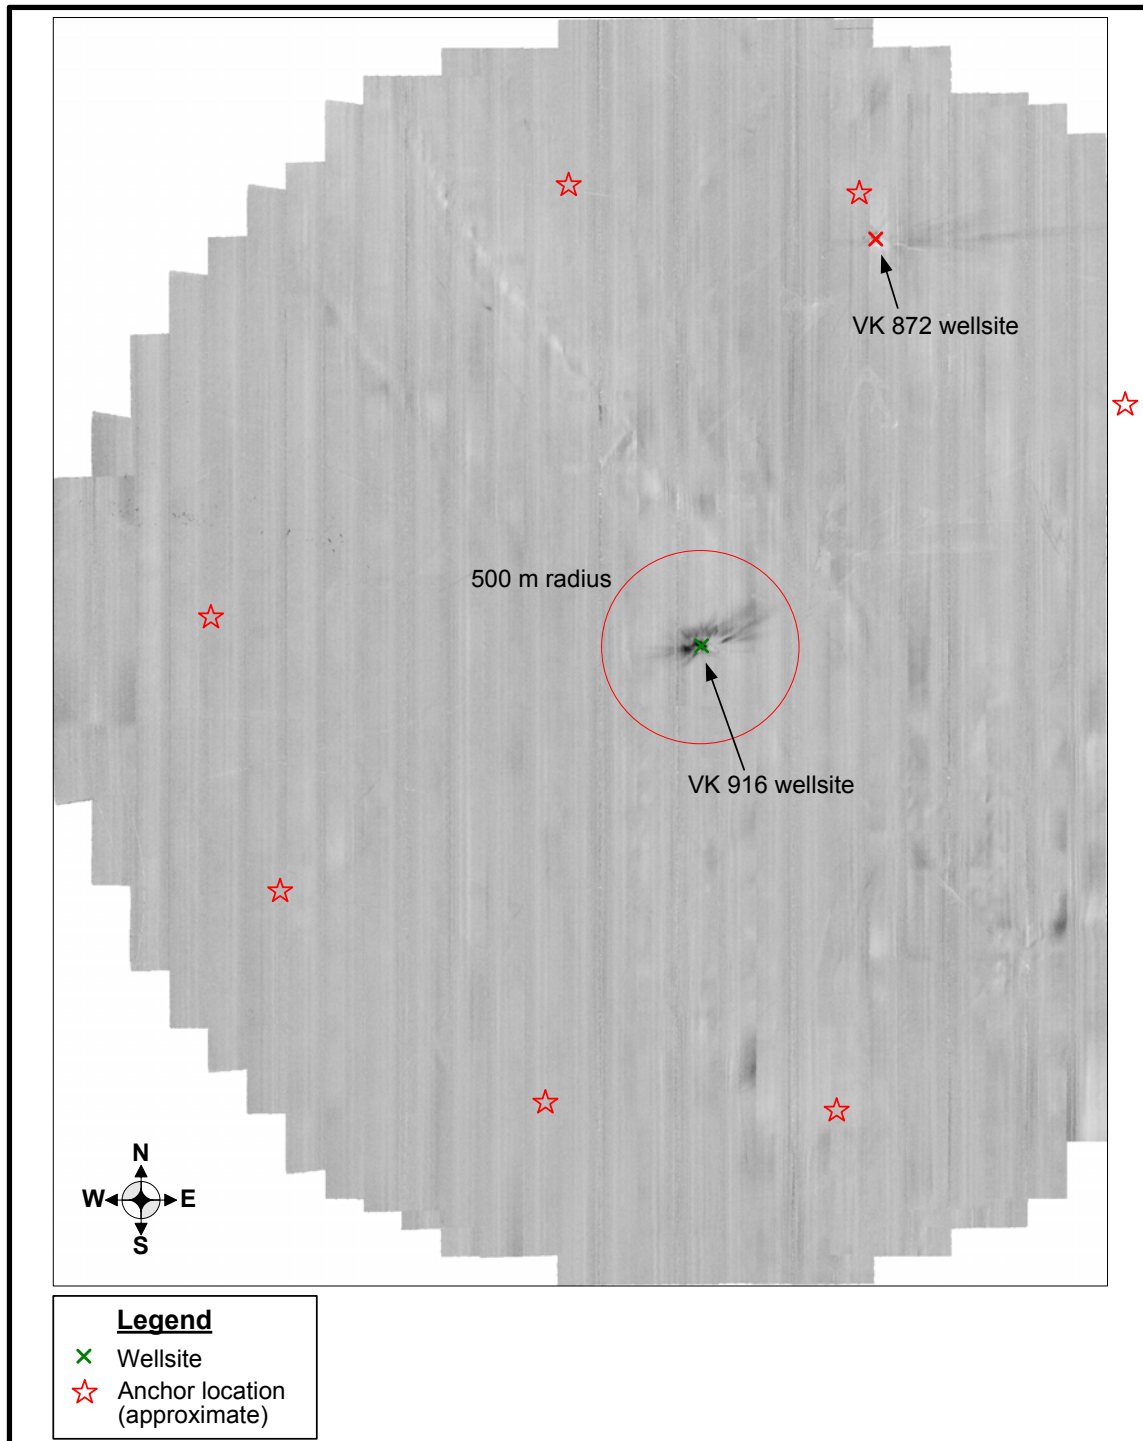 VK 872 wellsite
500 m radius
VK 916 wellsite
N
W E
S
Legend
Wellsite
Anchor location
(approximate)